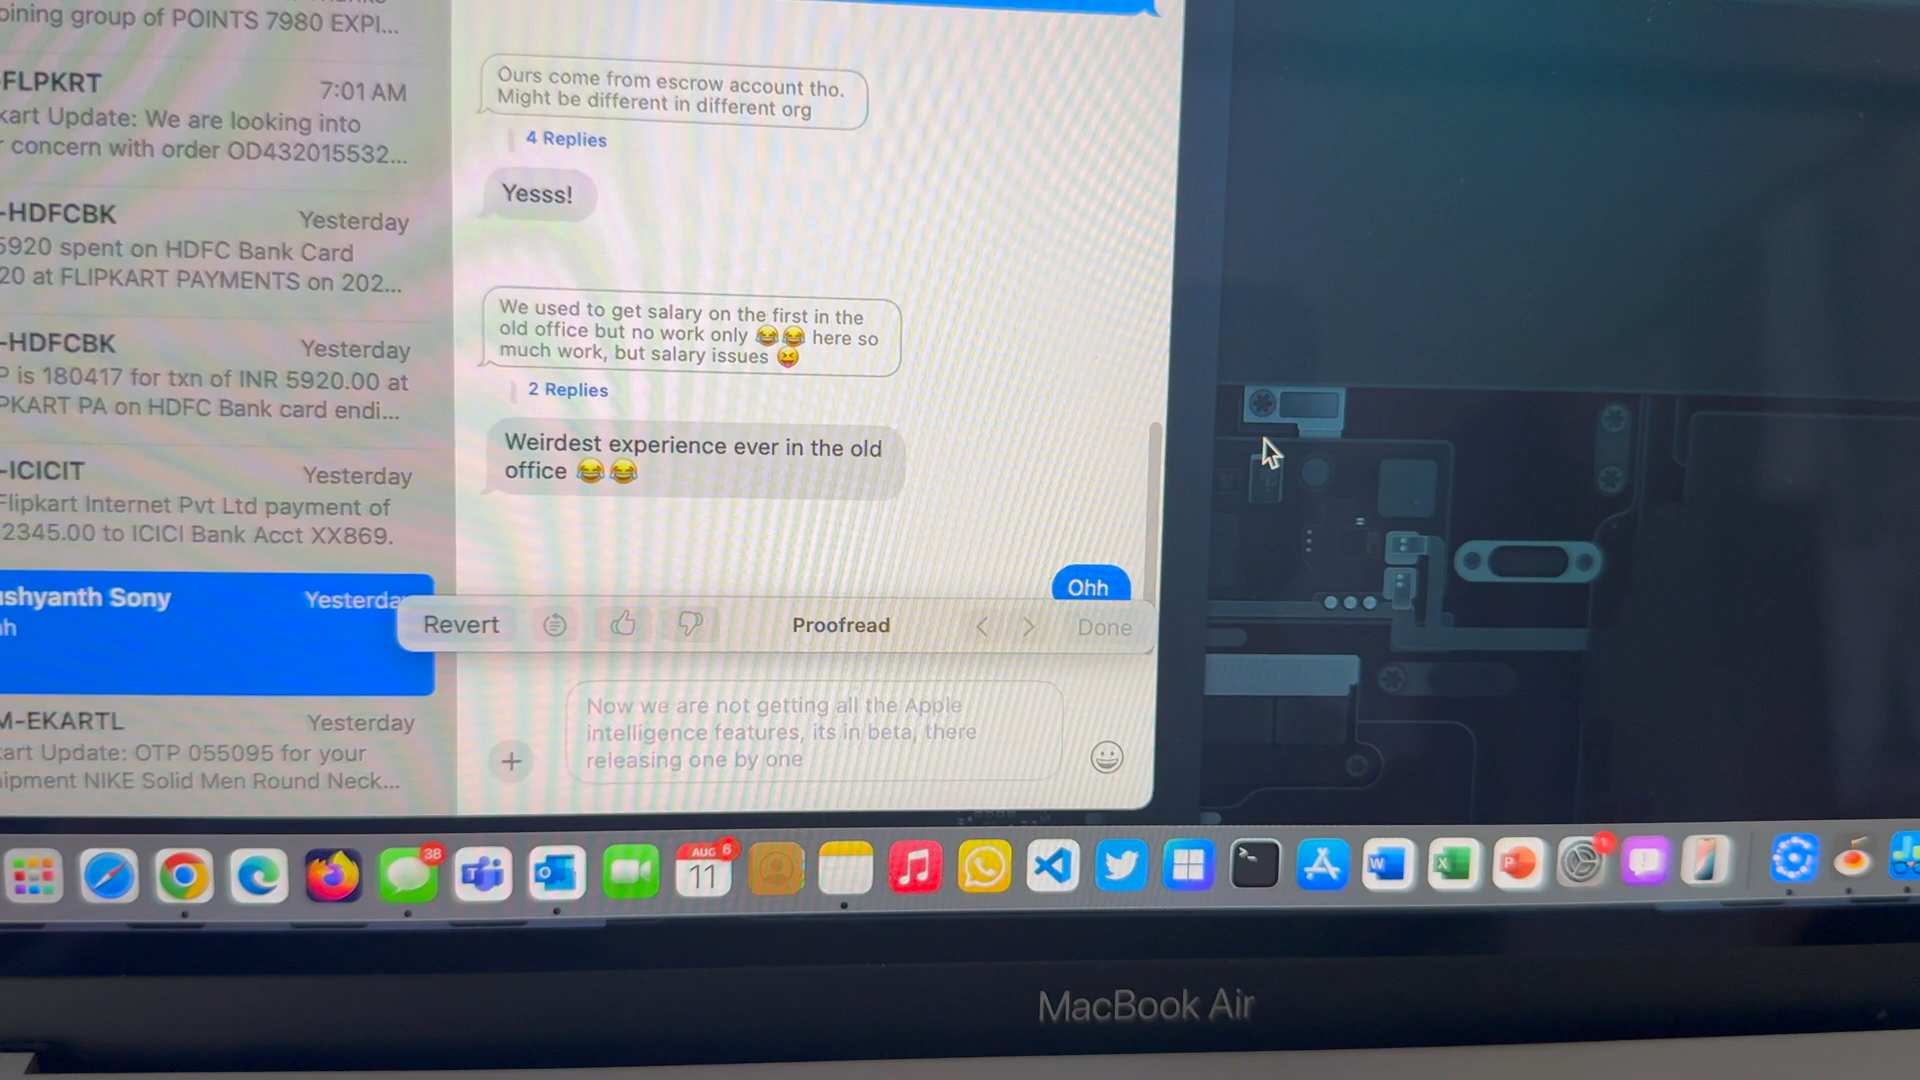 oining group of POINTS 7980 EXPI...
-FLPKRT 7:01 AM
kart Update: We are looking into
concern with order OD432015532...
-HDFCBK Yesterday
5920 spent on HDFC Bank Card
20 at FLIPKART PAYMENTS on 202...
-HDFCBK Yesterday
P is 180417 for txn of INR 5920.00 at
PKART PA on HDFC Bank card endi...
-ICICIT Yesterday
Flipkart Internet Pvt Ltd payment of
2345.00 to ICICI Bank Acct XX869.
shyanth Sony Yesterda
h
M-EKARTL Yesterday
kart Update: OTP 055095 for your
hipment NIKE Solid Men Round Neck...
Ours come from escrow account tho.
Might be different in different org
4 Replies
Yesss!
We used to get salary on the first in the
old office but no work only 😂😂 here so
much work, but salary issues 😝
2 Replies
Weirdest experience ever in the old
office 😂😂
Ohh
Revert Proofread Done
Now we are not getting all the Apple
intelligence features, its in beta, there
releasing one by one
38
AUG 6
11
T
W
X
P
1
MacBook Air